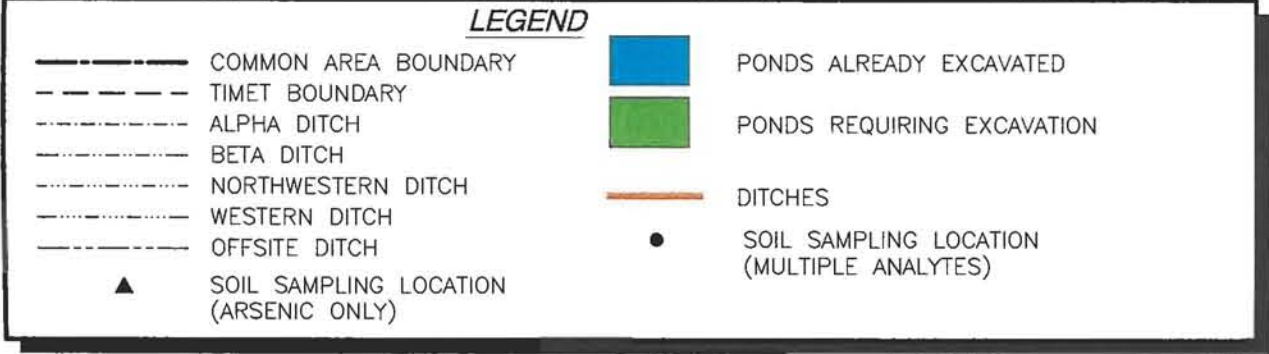 LEGEND
COMMON AREA BOUNDARY
TIMET BOUNDARY
ALPHA DITCH
BETA DITCH
NORTHWESTERN DITCH
WESTERN DITCH
OFFSITE DITCH
SOIL SAMPLING LOCATION
(ARSENIC ONLY)
PONDS ALREADY EXCAVATED
PONDS REQUIRING EXCAVATION
DITCHES
SOIL SAMPLING LOCATION
(MULTIPLE ANALYTES)